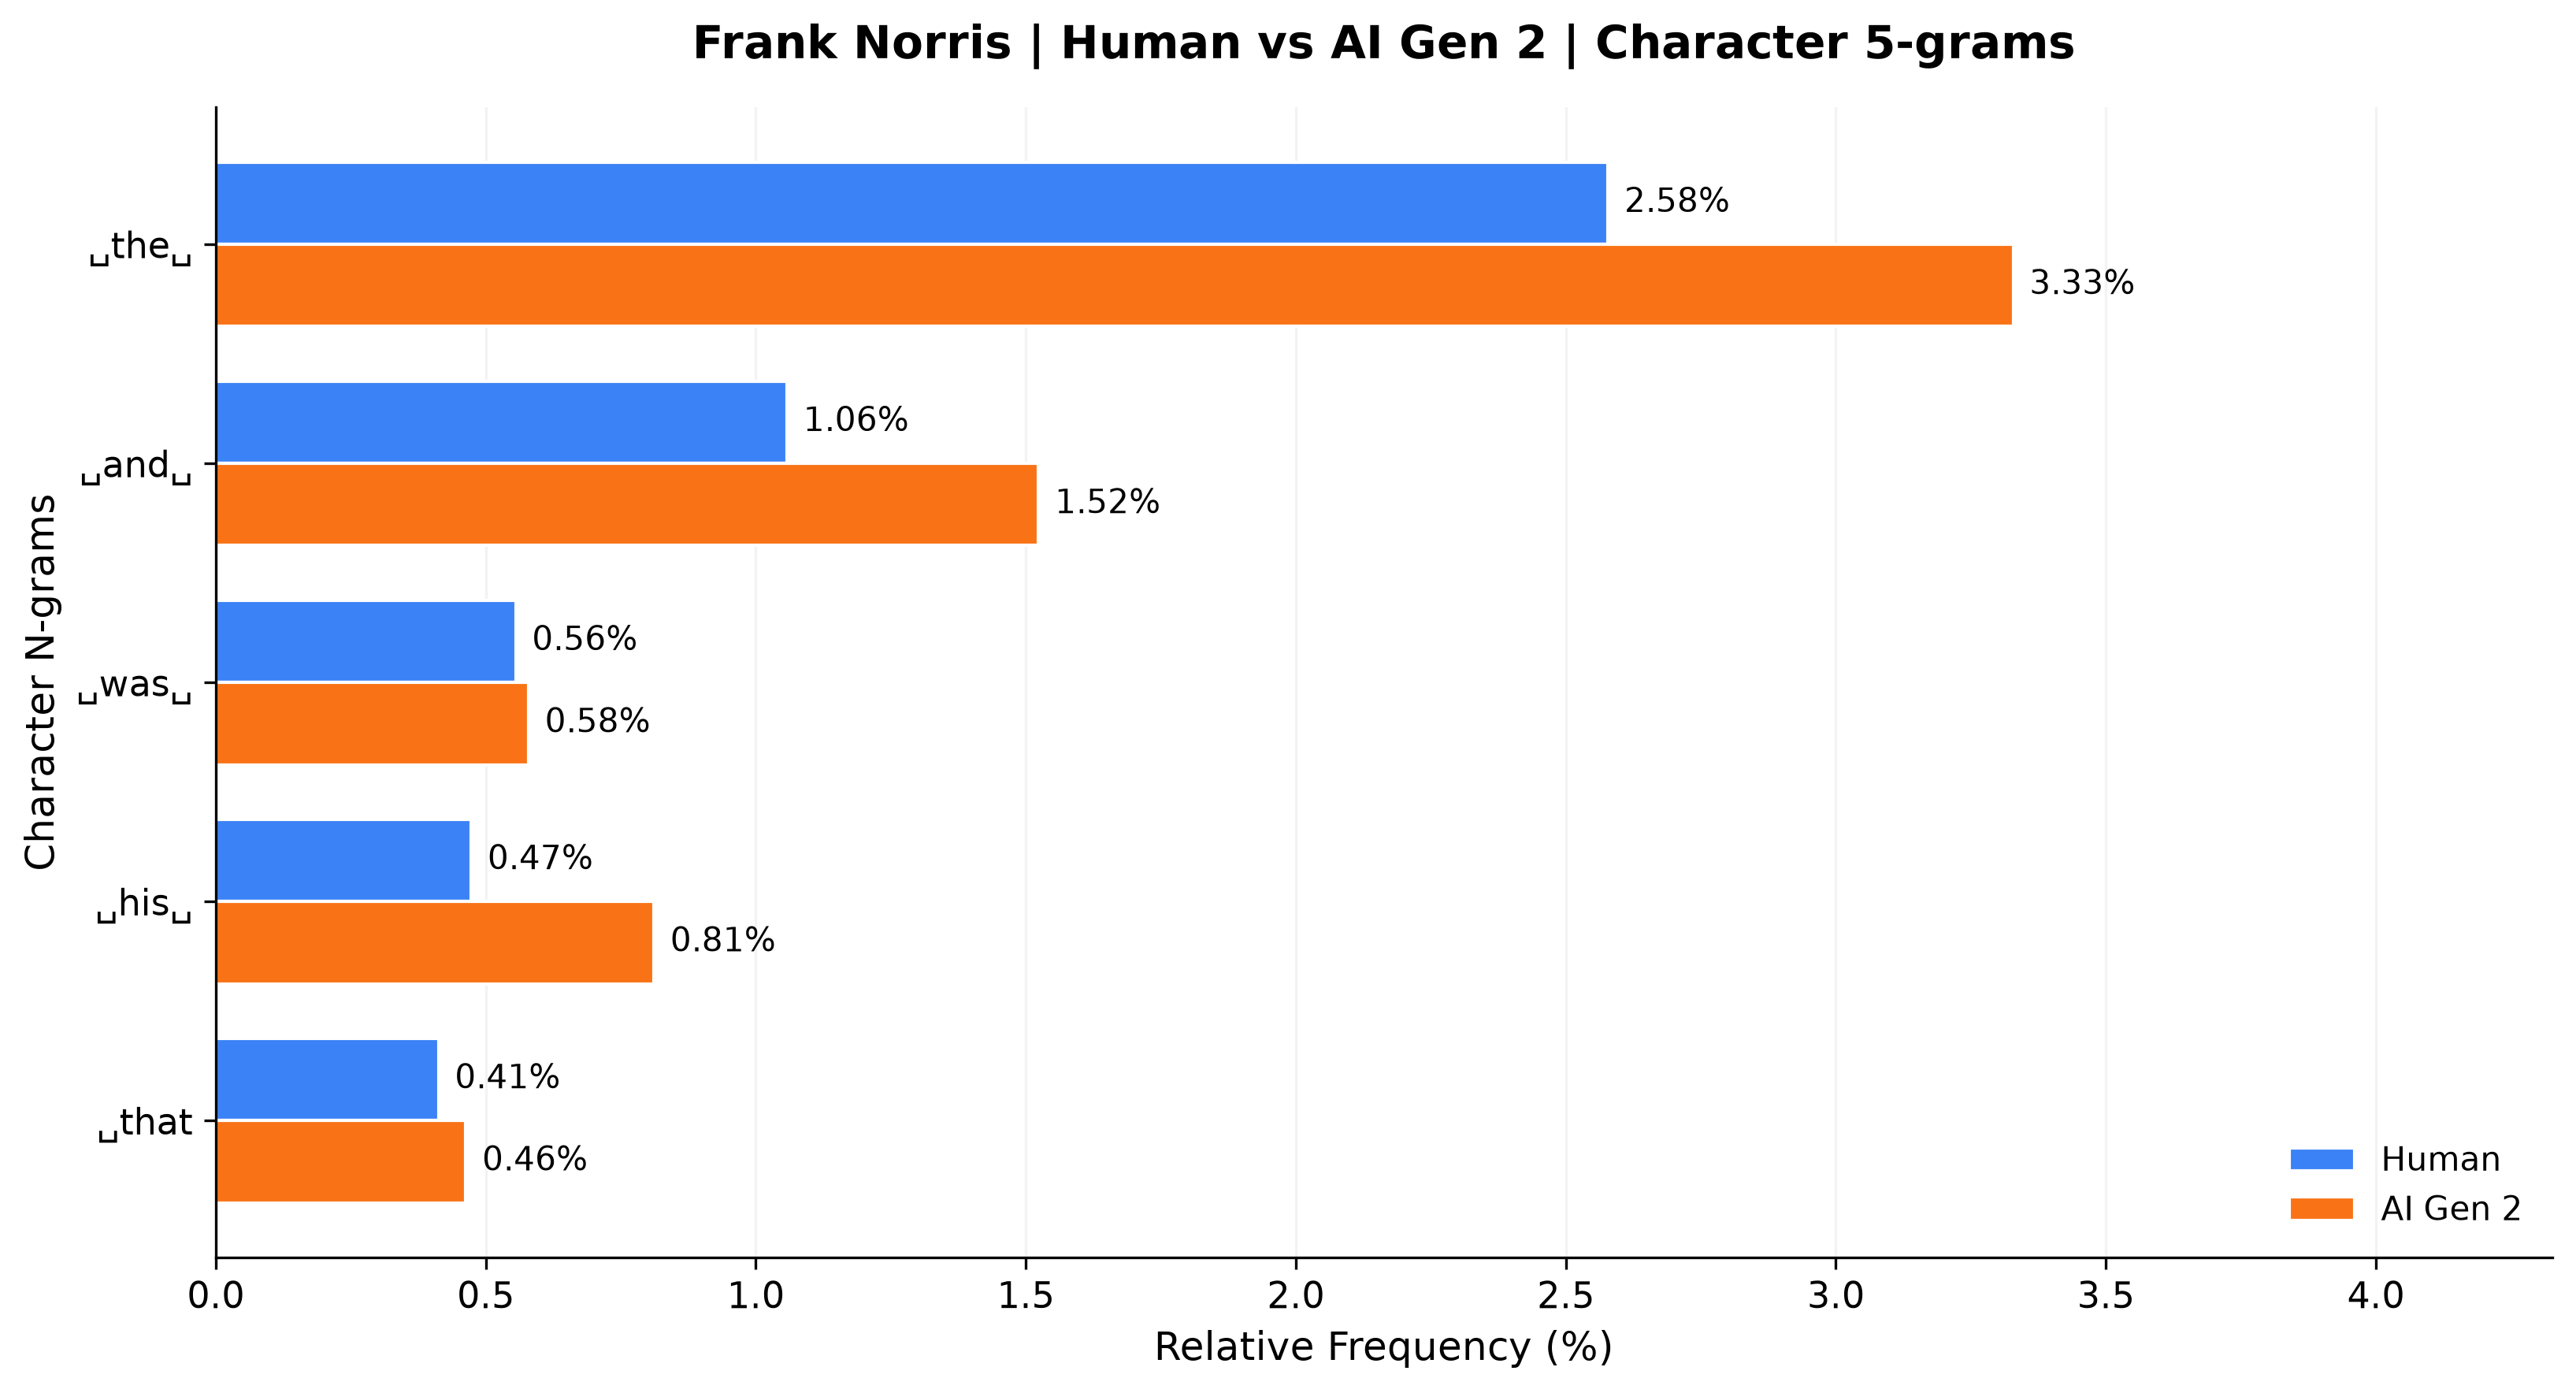 Frank Norris | Human vs AI Gen 2 | Character 5-grams
␣the␣
2.58%
3.33%
␣and␣
1.06%
1.52%
␣was␣
0.56%
0.58%
␣his␣
0.47%
0.81%
␣that
0.41%
0.46%
Character N-grams
Human
AI Gen 2
0.0 0.5 1.0 1.5 2.0 2.5 3.0 3.5 4.0
Relative Frequency (%)